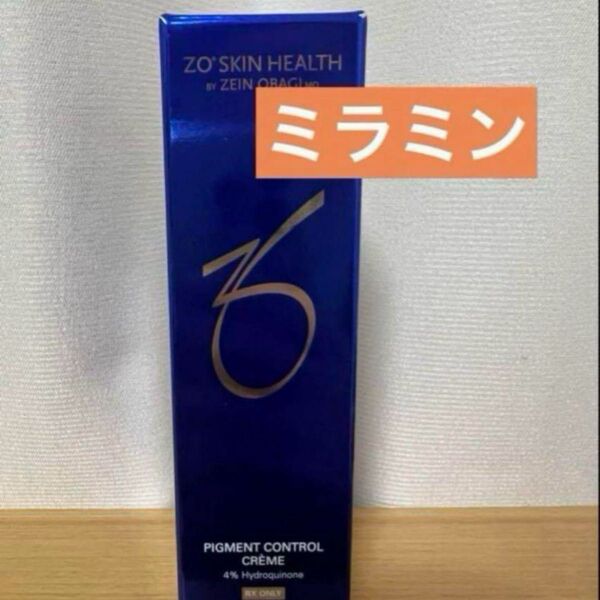 ZO® SKIN HEALTH
BY ZEIN OBAGI MD
ミラミン
PIGMENT CONTROL
CRÈME
4% Hydroquinone
RX ONLY